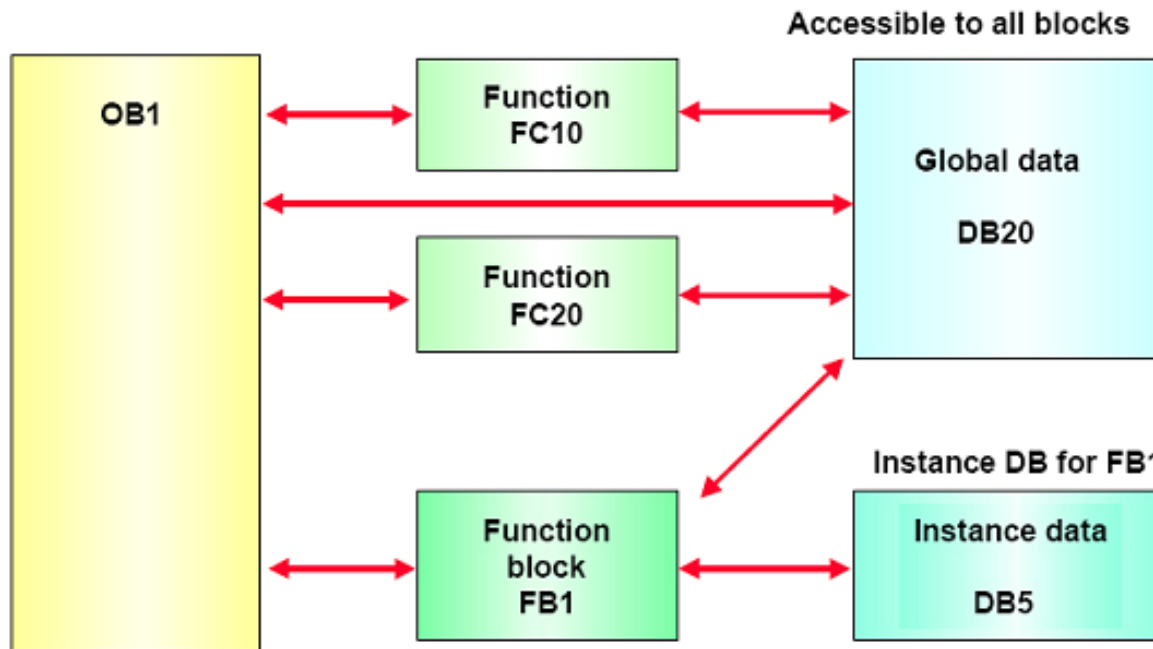 Accessible to all blocks
OB1
Function
FC10
Global data
DB20
Function
FC20
Instance DB for FB1
Function
block
FB1
Instance data
DB5